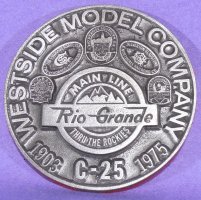 WESTSIDE MODEL COMPANY
MAIN LINE
Rio Grande
THRU THE ROCKIES
1903 C-25 1975